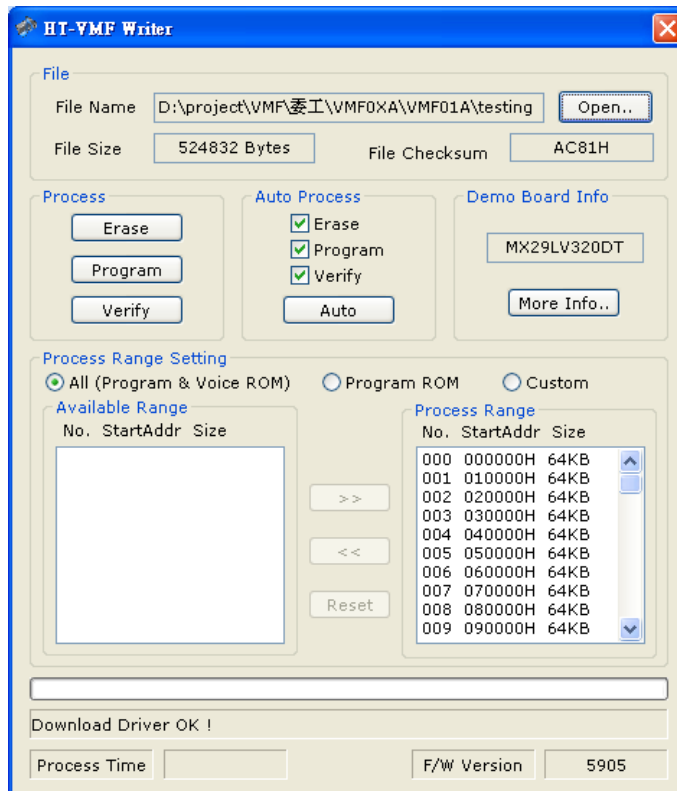 HT-VMF Writer
File
File Name D:\project\VMF\委工\VMF0XA\VMF01A\testing Open..
File Size 524832 Bytes File Checksum AC81H
Process Auto Process Demo Board Info
Erase Erase
Program Program MX29LV320DT
Verify Verify
Auto More Info..
Process Range Setting
All (Program & Voice ROM) Program ROM Custom
Available Range Process Range
No. StartAddr Size No. StartAddr Size
000 000000H 64KB
001 010000H 64KB
002 020000H 64KB
>> 003 030000H 64KB
004 040000H 64KB
<< 005 050000H 64KB
006 060000H 64KB
007 070000H 64KB
Reset 008 080000H 64KB
009 090000H 64KB
Download Driver OK !
Process Time F/W Version 5905